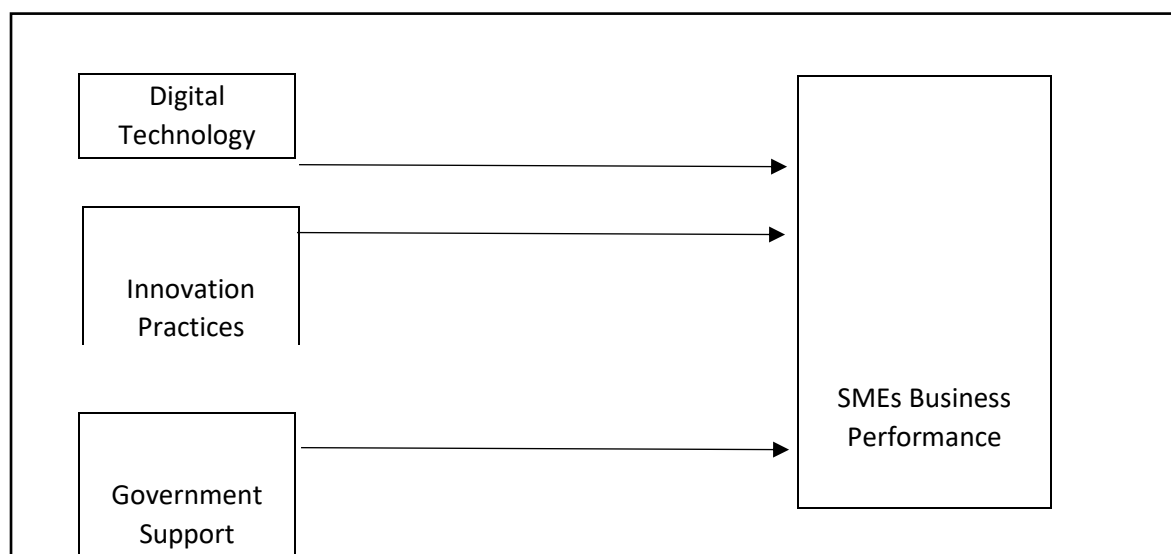 Digital
Technology
Innovation
Practices
SMEs Business
Performance
Government
Support